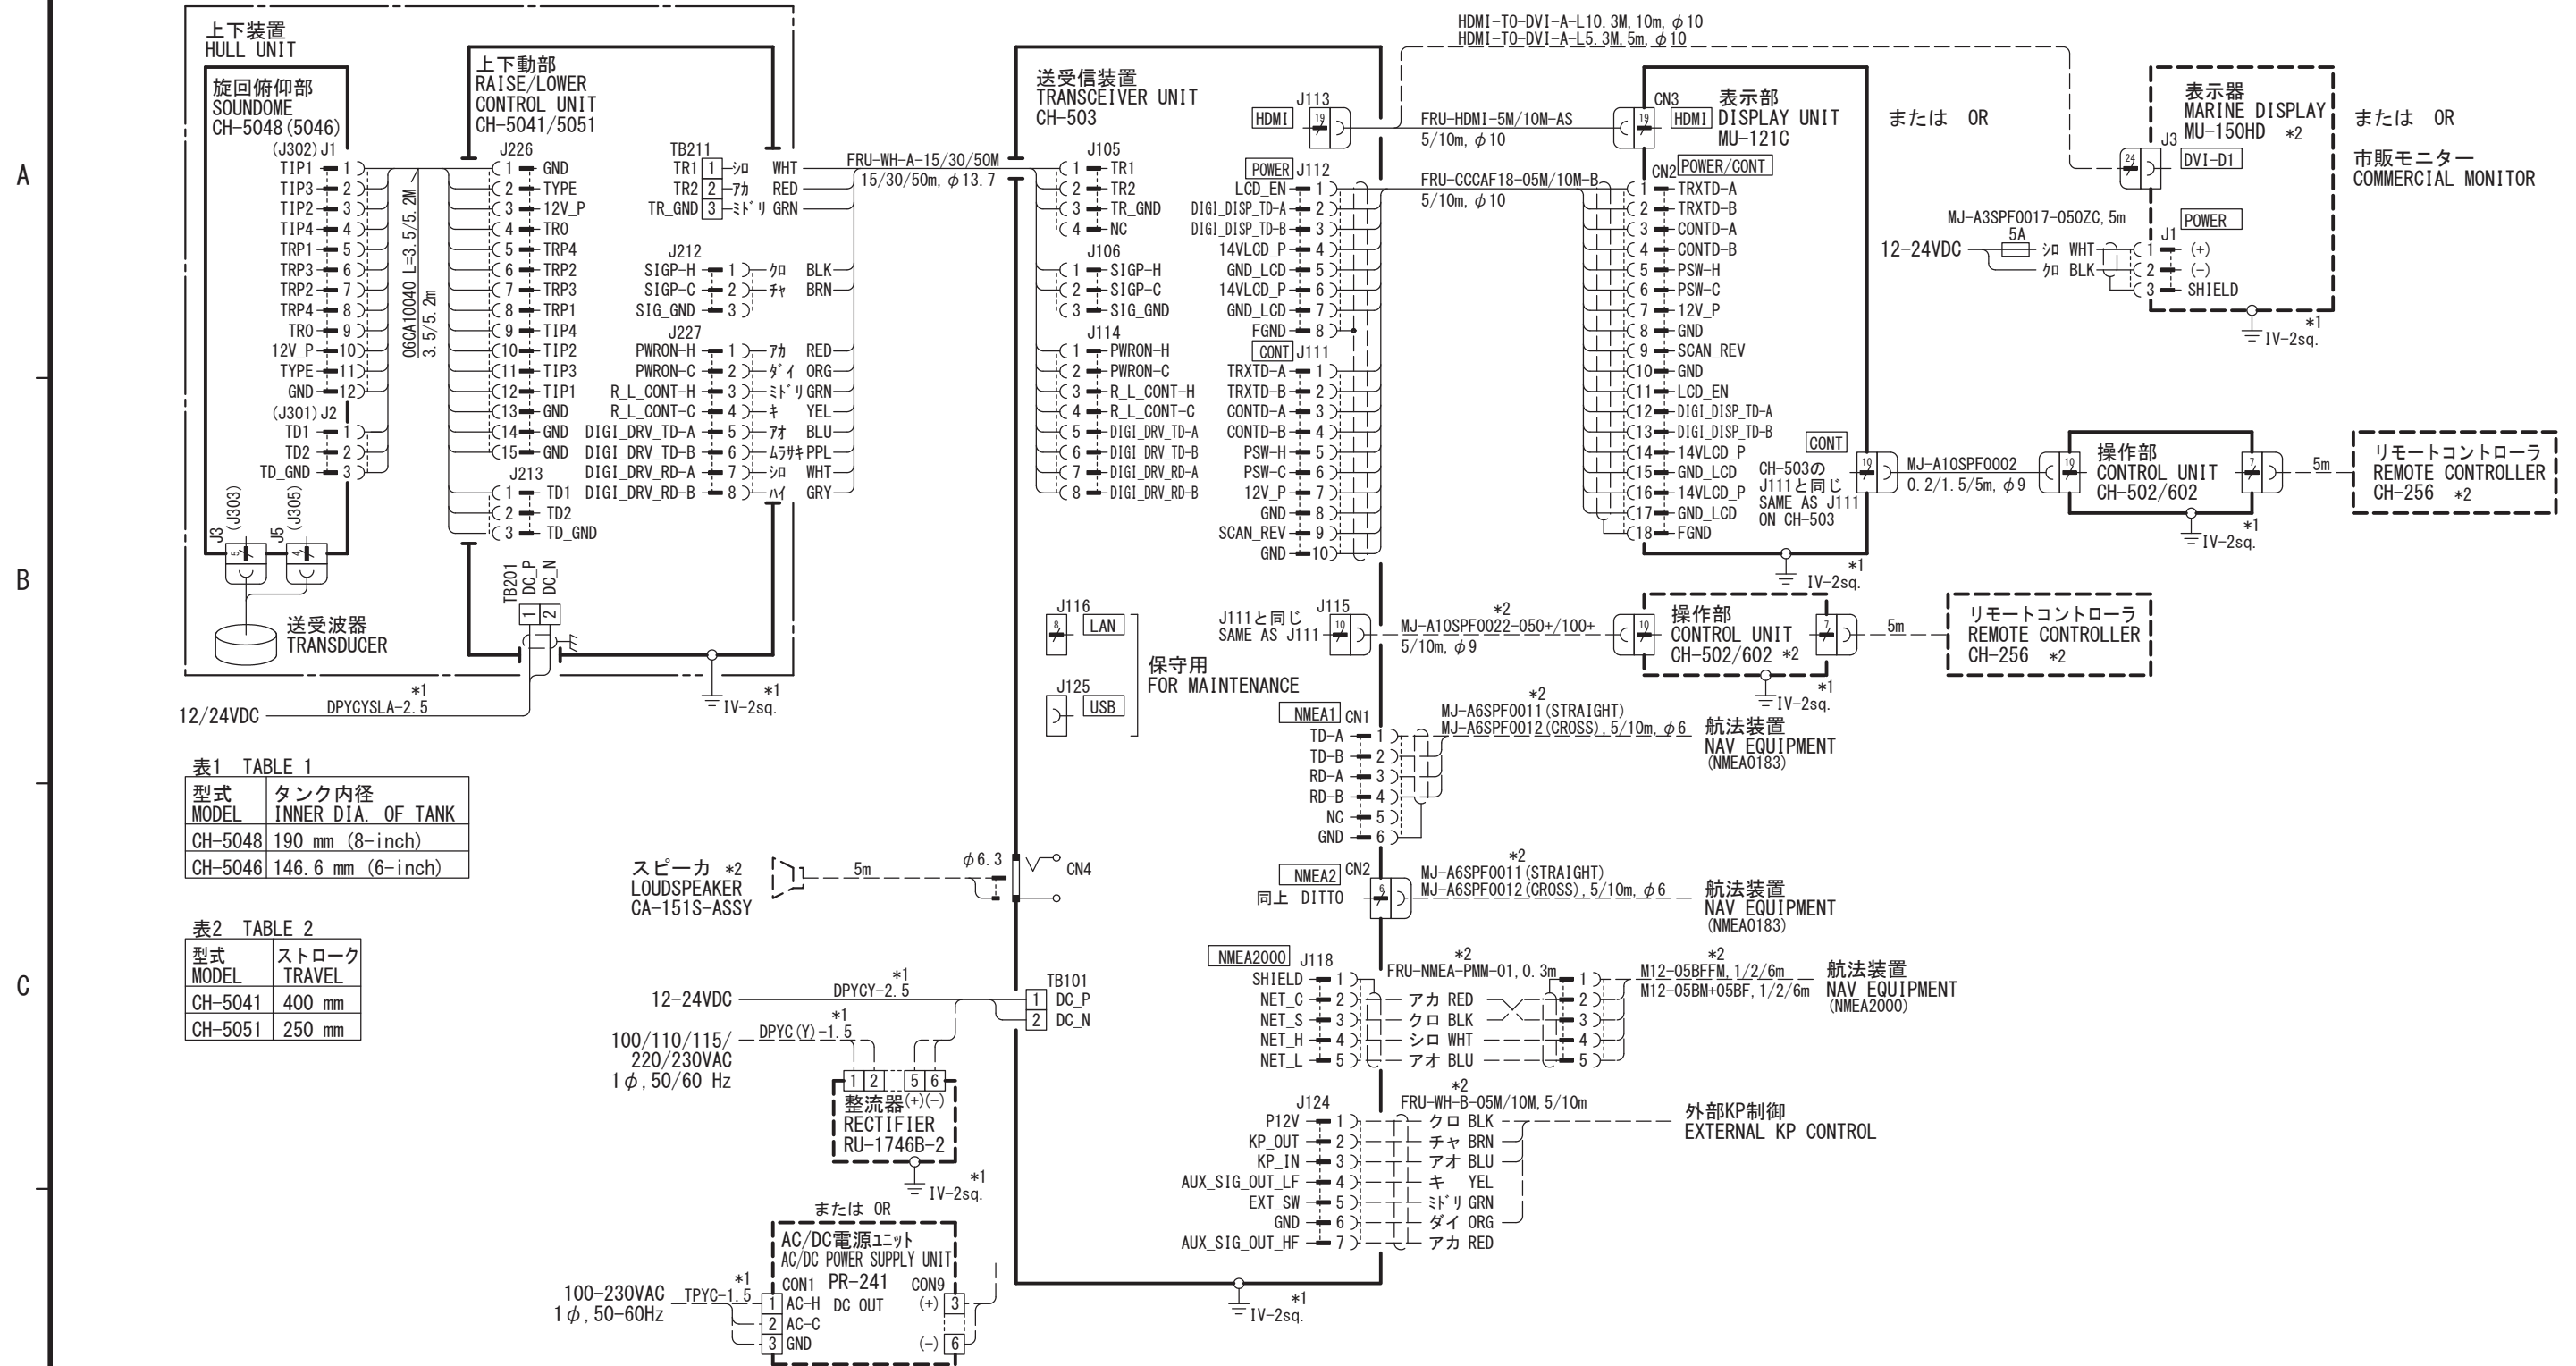 A
B
C
上下装置
HULL UNIT
旋回俯仰部
SOUNDOME
CH-5048(5046)
(J302) J1
TIP1 1
TIP3 2
TIP2 3
TIP4 4
TRP1 5
TRP3 6
TRP2 7
TRP4 8
TRO 9
12V_P 10
TYPE 11
GND 12
(J301) J2
TD1 1
TD2 2
TD_GND 3
J3
(J303)
5
J5
(J305)
4
送受波器
TRANSDUCER
06CA10040 L=3.5/5.2M
3.5/5.2m
上下動部
RAISE/LOWER
CONTROL UNIT
CH-5041/5051
J226
1 GND
2 TYPE
3 12V_P
4 TRO
5 TRP4
6 TRP2
7 TRP3
8 TRP1
9 TIP4
10 TIP2
11 TIP3
12 TIP1
13 GND
14 GND
15 GND
J213
1 TD1
2 TD2
3 TD_GND
TB201
DC_P
DC_N
1 2
TB211
TR1 1 シロ WHT
TR2 2 アカ RED
TR_GND 3 ミドリ GRN
J212
SIGP-H 1 クロ BLK
SIGP-C 2 チャ BRN
SIG_GND 3
J227
PWRON-H 1 アカ RED
PWRON-C 2 ダイ ORG
R_L_CONT-H 3 ミドリ GRN
R_L_CONT-C 4 キ YEL
DIGI_DRV_TD-A 5 アオ BLU
DIGI_DRV_TD-B 6 ムラサキ PPL
DIGI_DRV_RD-A 7 シロ WHT
DIGI_DRV_RD-B 8 ハイ GRY
*1
IV-2sq.
12/24VDC
*1
DPYCYSLA-2.5
FRU-WH-A-15/30/50M
15/30/50m, φ13.7
表1 TABLE 1
型式 タンク内径
MODEL INNER DIA. OF TANK
CH-5048 190 mm (8-inch)
CH-5046 146.6 mm (6-inch)
表2 TABLE 2
型式 ストローク
MODEL TRAVEL
CH-5041 400 mm
CH-5051 250 mm
送受信装置
TRANSCEIVER UNIT
CH-503
J105
1 TR1
2 TR2
3 TR_GND
4 NC
J106
1 SIGP-H
2 SIGP-C
3 SIG_GND
J114
1 PWRON-H
2 PWRON-C
3 R_L_CONT-H
4 R_L_CONT-C
5 DIGI_DRV_TD-A
6 DIGI_DRV_TD-B
7 DIGI_DRV_RD-A
8 DIGI_DRV_RD-B
J116
8 LAN
J125
USB
保守用
FOR MAINTENANCE
J113
HDMI 19
POWER J112
LCD_EN 1
DIGI_DISP_TD-A 2
DIGI_DISP_TD-B 3
14VLCD_P 4
GND_LCD 5
14VLCD_P 6
GND_LCD 7
FGND 8
CONT J111
TRXTD-A 1
TRXTD-B 2
CONTD-A 3
CONTD-B 4
PSW-H 5
PSW-C 6
12V_P 7
GND 8
SCAN_REV 9
GND 10
J111と同じ
SAME AS J111
J115
10
NMEA1 CN1
TD-A 1
TD-B 2
RD-A 3
RD-B 4
NC 5
GND 6
NMEA2 CN2
同上 DITTO 6
NMEA2000 J118
SHIELD 1
NET_C 2 アカ RED 2
NET_S 3 クロ BLK 3
NET_H 4 シロ WHT 4
NET_L 5 アオ BLU 5
1
J124
P12V 1 クロ BLK
KP_OUT 2 チャ BRN
KP_IN 3 アオ BLU
AUX_SIG_OUT_LF 4 キ YEL
EXT_SW 5 ミドリ GRN
GND 6 ダイ ORG
AUX_SIG_OUT_HF 7 アカ RED
*1
IV-2sq.
スピーカ *2
LOUDSPEAKER
CA-151S-ASSY
5m
φ6.3
CN4
12-24VDC
*1
DPYCY-2.5
TB101
1 DC_P
2 DC_N
100/110/115/
220/230VAC
1φ, 50/60 Hz
*1
DPYC(Y)-1.5
1 2 5 6
整流器 (+)(-)
RECTIFIER
RU-1746B-2
*1
IV-2sq.
または OR
AC/DC電源ユニット
AC/DC POWER SUPPLY UNIT
CON1 PR-241 CON9
1 AC-H DC OUT (+) 3
2 AC-C
3 GND (-) 6
100-230VAC
1φ, 50-60Hz
*1
TPYC-1.5
HDMI-TO-DVI-A-L10.3M, 10m, φ10
HDMI-TO-DVI-A-L5.3M, 5m, φ10
FRU-HDMI-5M/10M-AS
5/10m, φ10
FRU-CCCAF18-05M/10M-B
5/10m, φ10
CN3
19 HDMI
表示部
DISPLAY UNIT
MU-121C
CN2 POWER/CONT
1 TRXTD-A
2 TRXTD-B
3 CONTD-A
4 CONTD-B
5 PSW-H
6 PSW-C
7 12V_P
8 GND
9 SCAN_REV
10 GND
11 LCD_EN
12 DIGI_DISP_TD-A
13 DIGI_DISP_TD-B
14 14VLCD_P
15 GND_LCD
16 14VLCD_P
17 GND_LCD
18 FGND
CONT
10
CH-503の
J111と同じ
SAME AS J111
ON CH-503
*1
IV-2sq.
または OR
表示器
MARINE DISPLAY
MU-150HD *2
J3
24 DVI-D1
POWER
J1
1 (+)
2 (-)
3 SHIELD
MJ-A3SPF0017-050ZC, 5m
12-24VDC
5A
シロ WHT
クロ BLK
*1
IV-2sq.
または OR
市販モニター
COMMERCIAL MONITOR
MJ-A10SPF0002
0.2/1.5/5m, φ9
10
操作部
CONTROL UNIT
CH-502/602
7
*1
IV-2sq.
5m
リモートコントローラ
REMOTE CONTROLLER
CH-256 *2
*2
MJ-A10SPF0022-050+/100+
5/10m, φ9
10
操作部
CONTROL UNIT
CH-502/602 *2
7
*1
IV-2sq.
5m
リモートコントローラ
REMOTE CONTROLLER
CH-256 *2
*2
MJ-A6SPF0011(STRAIGHT)
MJ-A6SPF0012(CROSS), 5/10m, φ6
航法装置
NAV EQUIPMENT
(NMEA0183)
*2
MJ-A6SPF0011(STRAIGHT)
MJ-A6SPF0012(CROSS), 5/10m, φ6
航法装置
NAV EQUIPMENT
(NMEA0183)
*2
FRU-NMEA-PMM-01, 0.3m
*2
M12-05BFFM, 1/2/6m
M12-05BM+05BF, 1/2/6m
航法装置
NAV EQUIPMENT
(NMEA2000)
*2
FRU-WH-B-05M/10M, 5/10m
外部KP制御
EXTERNAL KP CONTROL